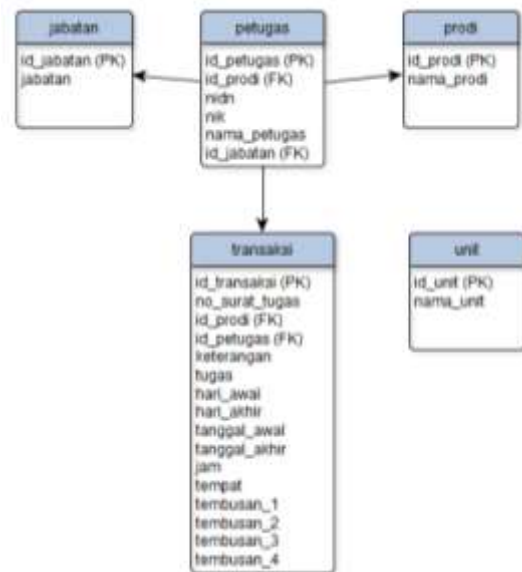 jabatan
id_jabatan (PK)
jabatan
petugas
id_petugas (PK)
id_prodi (FK)
nidn
nik
nama_petugas
id_jabatan (FK)
prodi
id_prodi (PK)
nama_prodi
transaksi
id_transaksi (PK)
no_surat_tugas
id_prodi (FK)
id_petugas (FK)
keterangan
tugas
hari_awal
hari_akhir
tanggal_awal
tanggal_akhir
jam
tempat
tembusan_1
tembusan_2
tembusan_3
tembusan_4
unit
id_unit (PK)
nama_unit